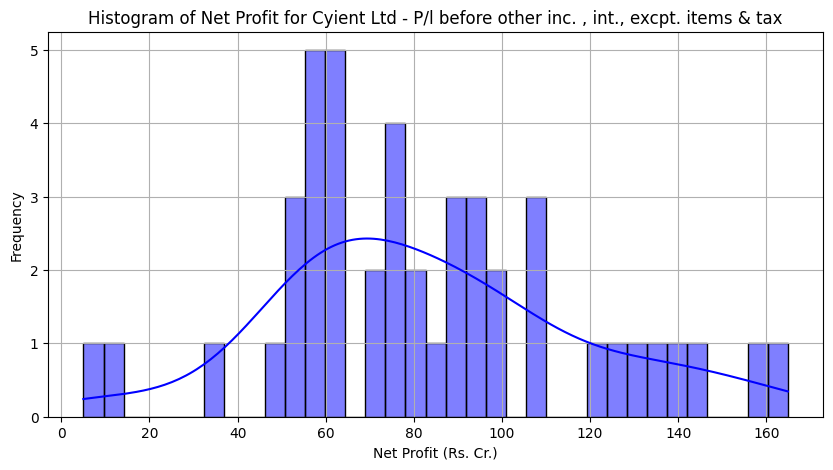 Histogram of Net Profit for Cyient Ltd - P/l before other inc. , int., excpt. items & tax
5
4
3
2
1
0
Frequency
0 20 40 60 80 100 120 140 160
Net Profit (Rs. Cr.)